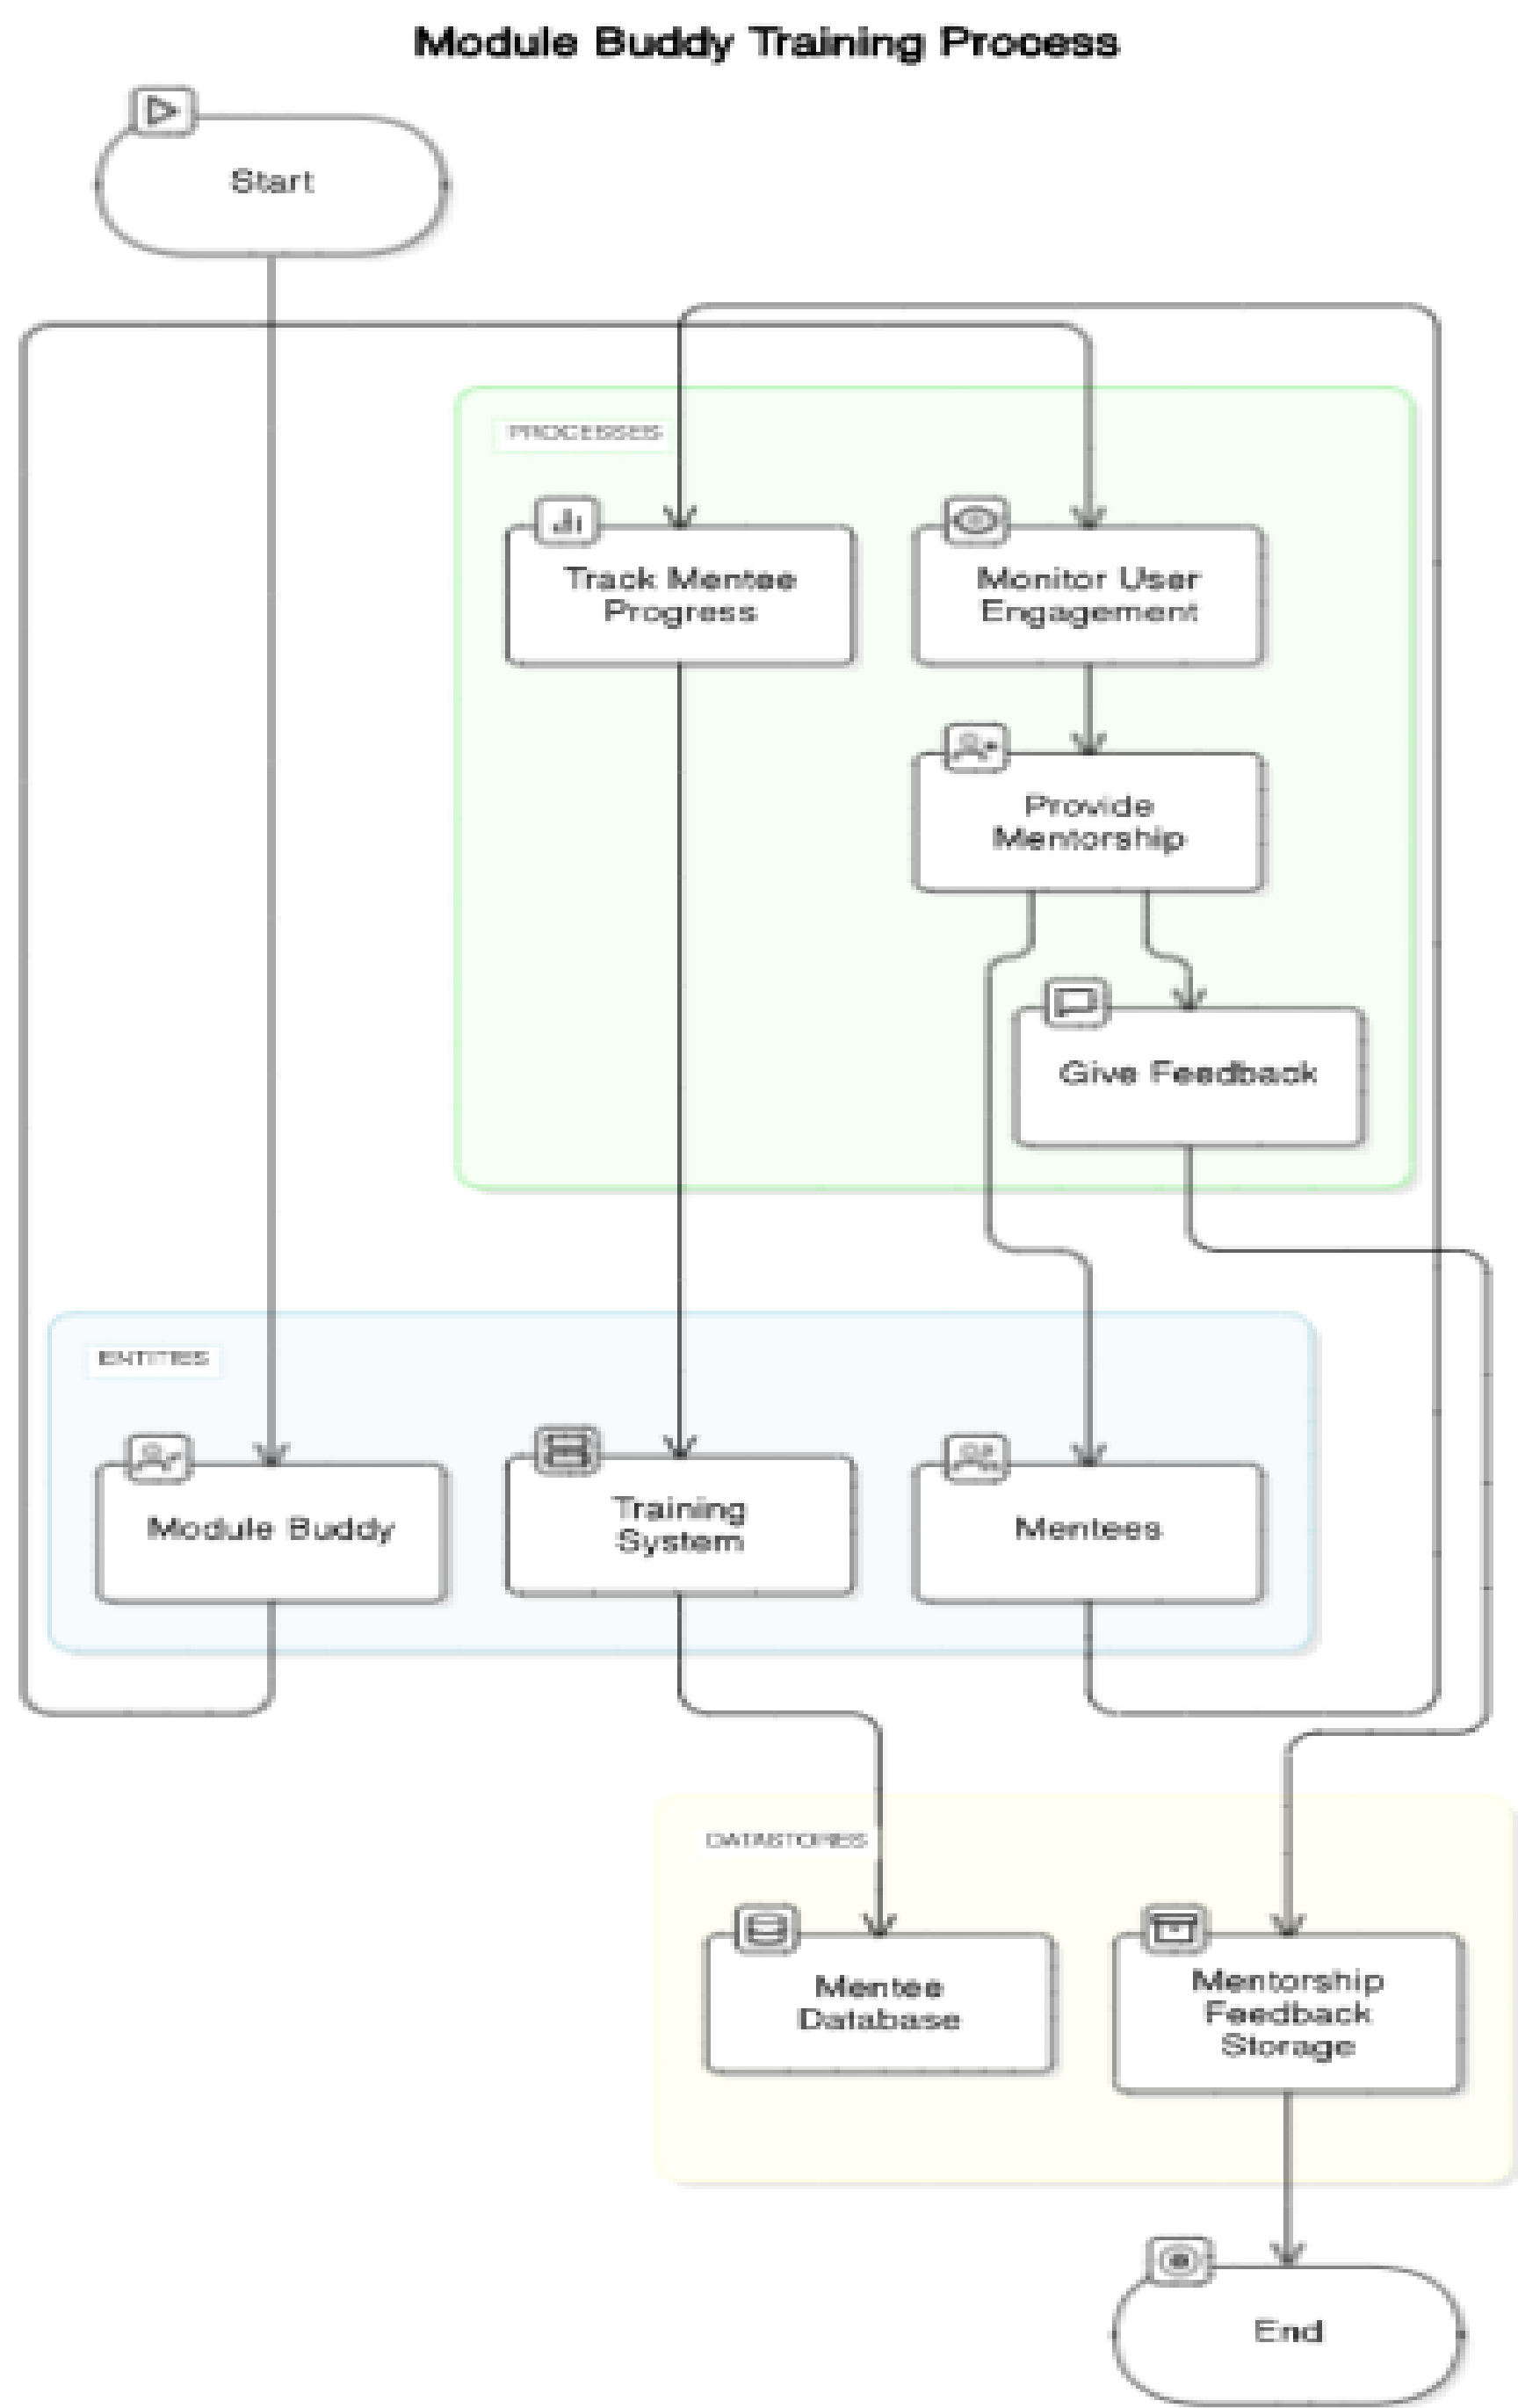 Module Buddy Training Process
Start
PROCESSES
Track Mentee
Progress
Monitor User
Engagement
Provide
Mentorship
Give Feedback
ENTITIES
Module Buddy
Training
System
Mentees
DATASTORES
Mentee
Database
Mentorship
Feedback
Storage
End